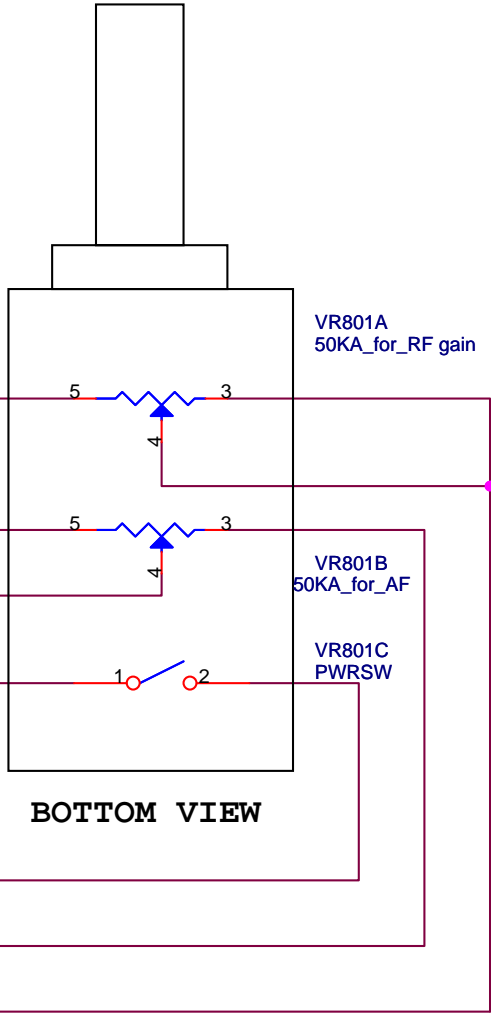 VR801A
50KA_for_RF gain
5
3
4
5
3
4
VR801B
50KA_for_AF
VR801C
PWRSW
1
2
BOTTOM VIEW